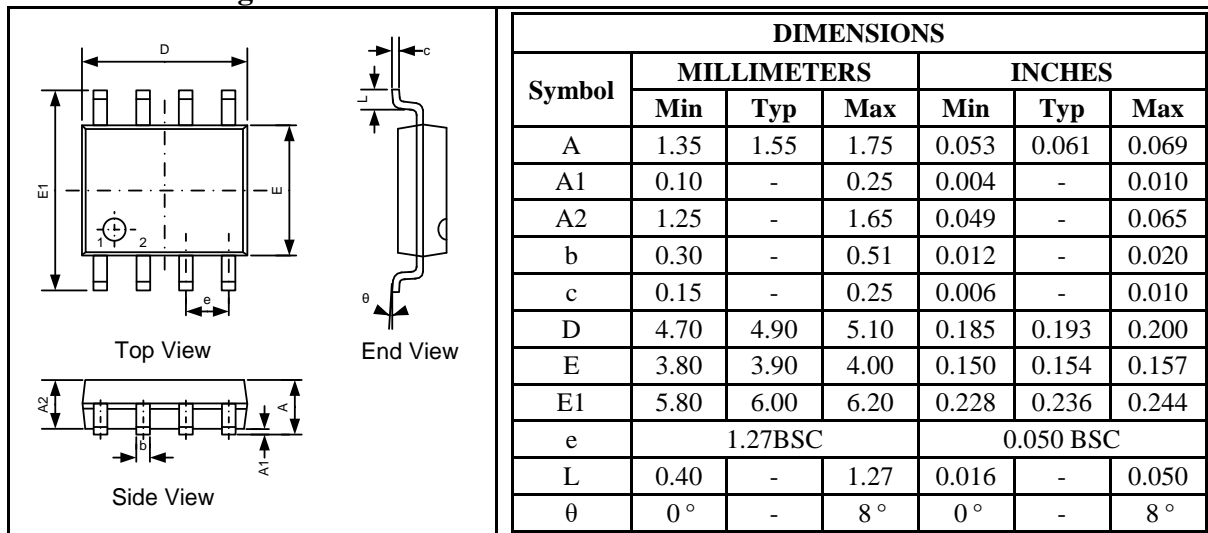 D
c
L
E1
E
1 2
e
θ
Top View
End View
A2
A
b
A1
Side View
DIMENSIONS
Symbol MILLIMETERS INCHES
Min Typ Max Min Typ Max
A 1.35 1.55 1.75 0.053 0.061 0.069
A1 0.10 - 0.25 0.004 - 0.010
A2 1.25 - 1.65 0.049 - 0.065
b 0.30 - 0.51 0.012 - 0.020
c 0.15 - 0.25 0.006 - 0.010
D 4.70 4.90 5.10 0.185 0.193 0.200
E 3.80 3.90 4.00 0.150 0.154 0.157
E1 5.80 6.00 6.20 0.228 0.236 0.244
e 1.27BSC 0.050 BSC
L 0.40 - 1.27 0.016 - 0.050
θ 0 ° - 8 ° 0 ° - 8 °